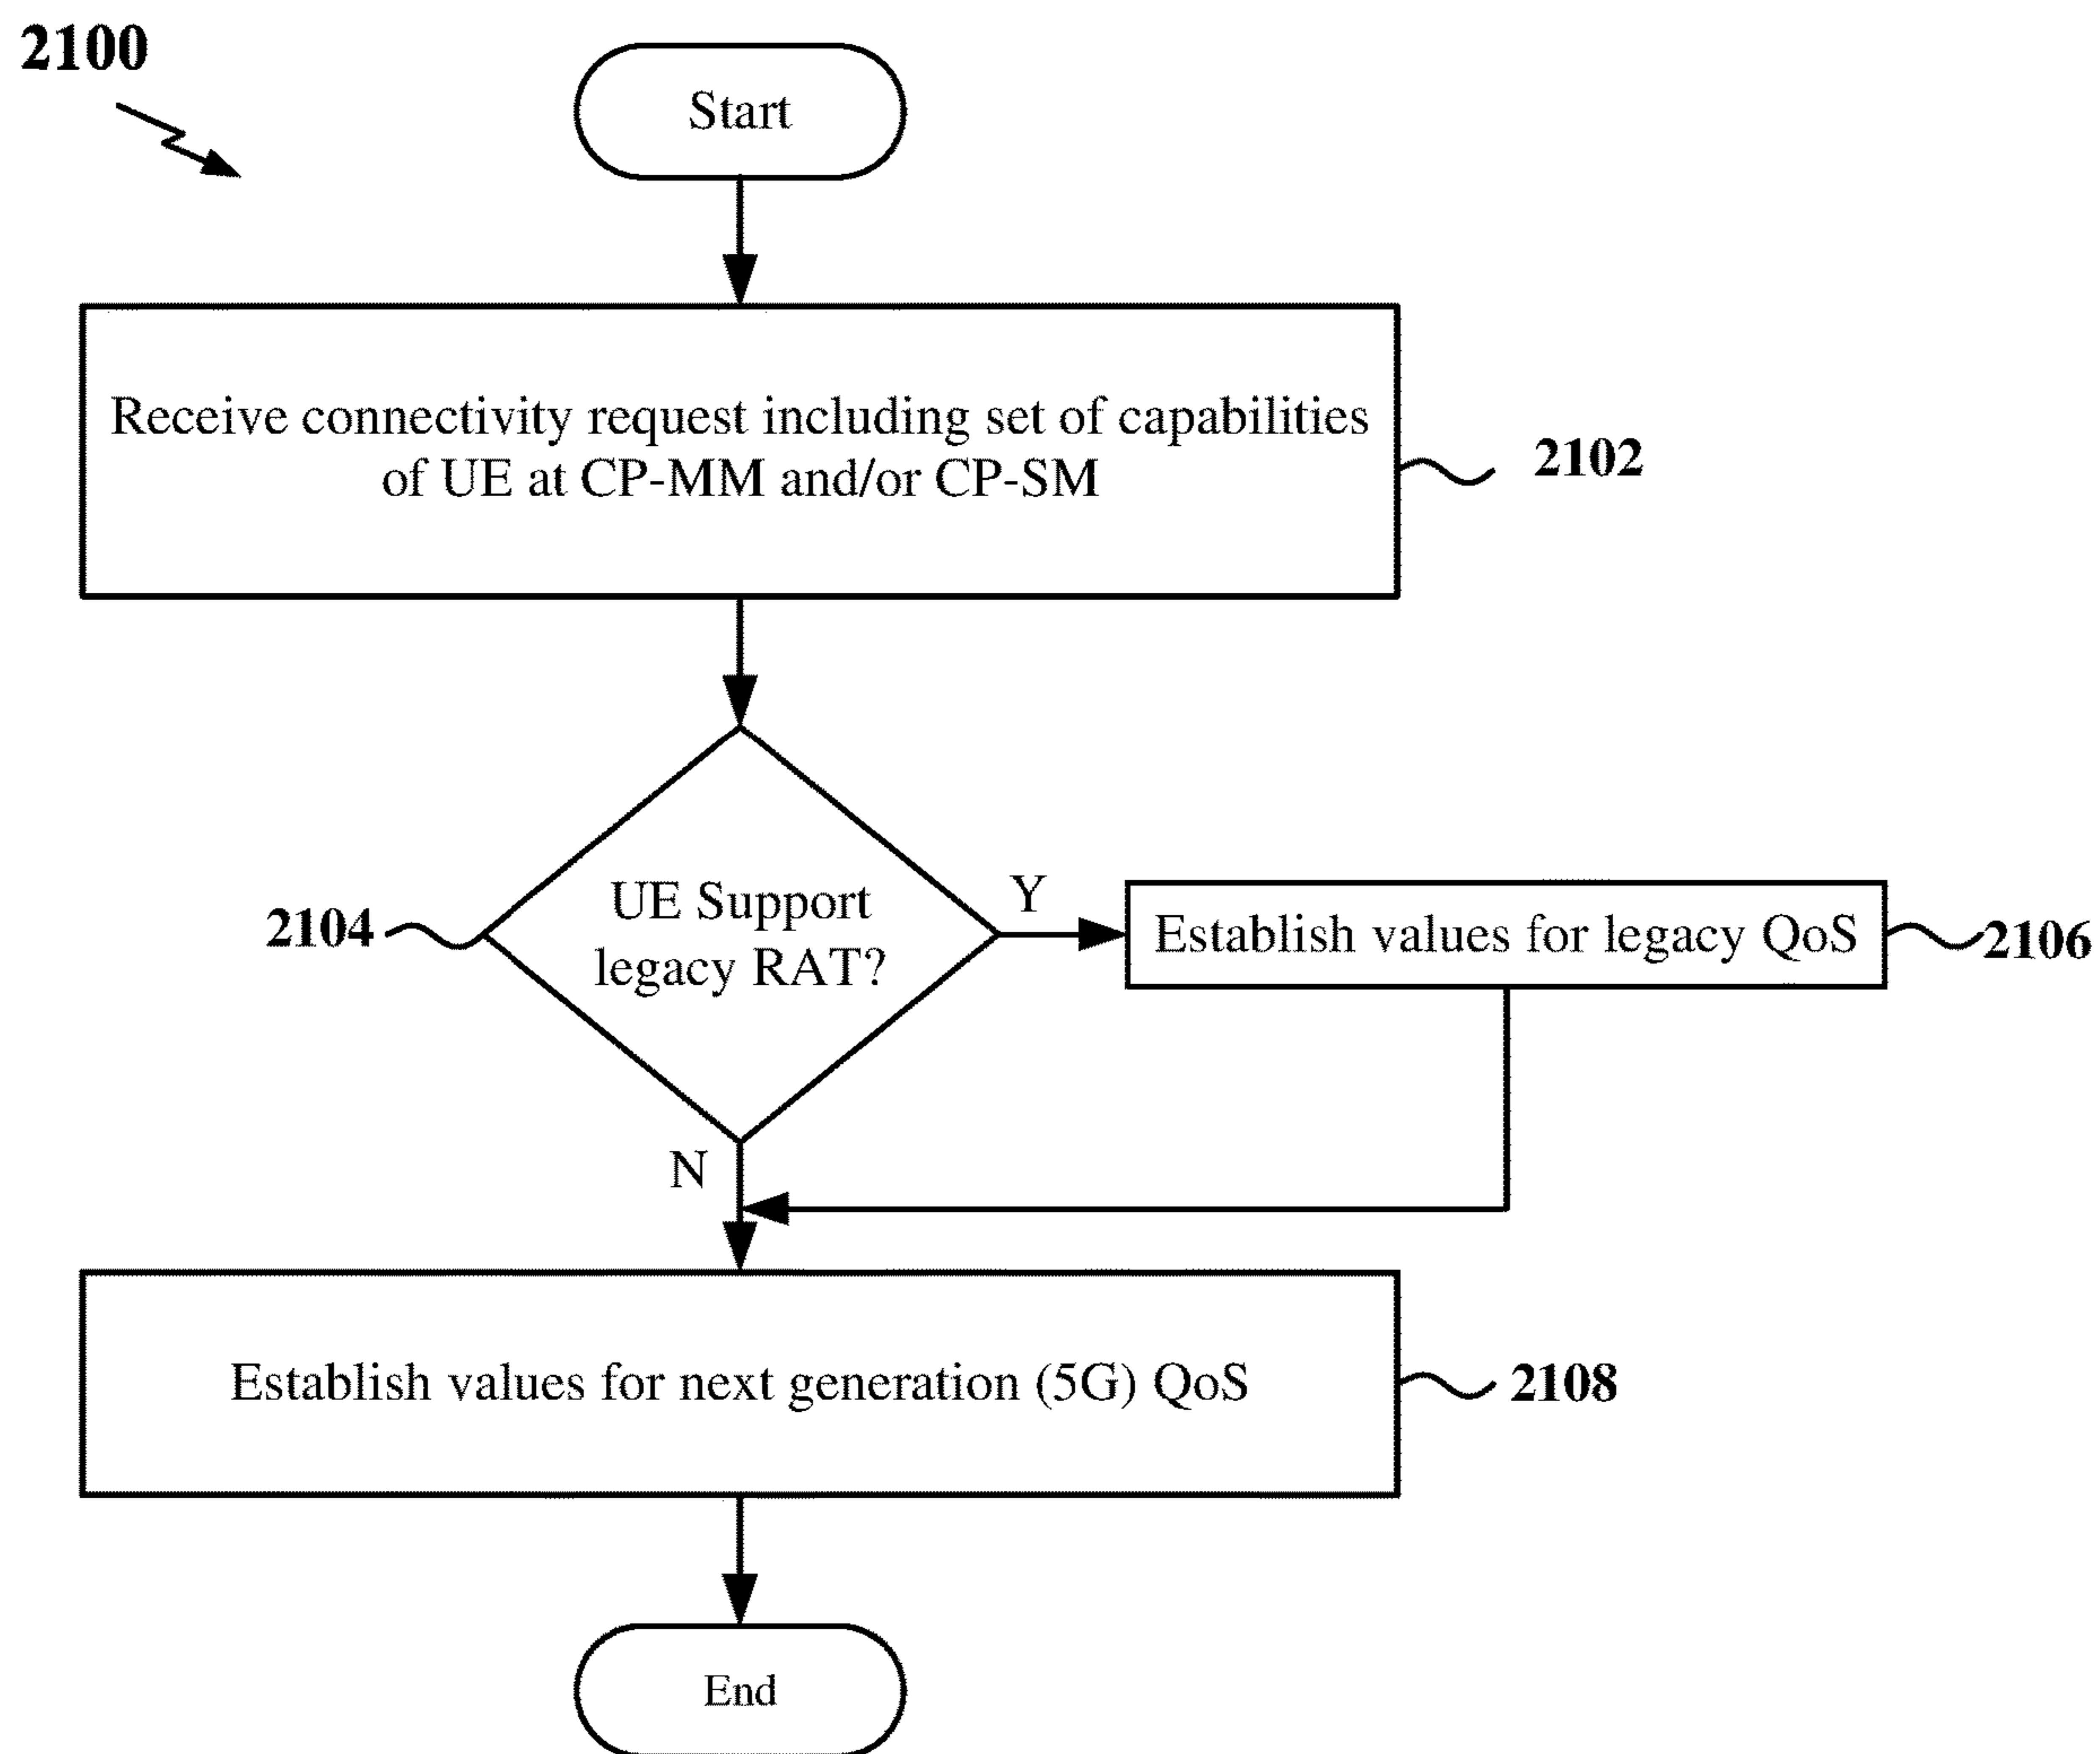 2100
Start
Receive connectivity request including set of capabilities
of UE at CP-MM and/or CP-SM
2102
UE Support
legacy RAT?
2104
Y
Establish values for legacy QoS
2106
N
Establish values for next generation (5G) QoS
2108
End